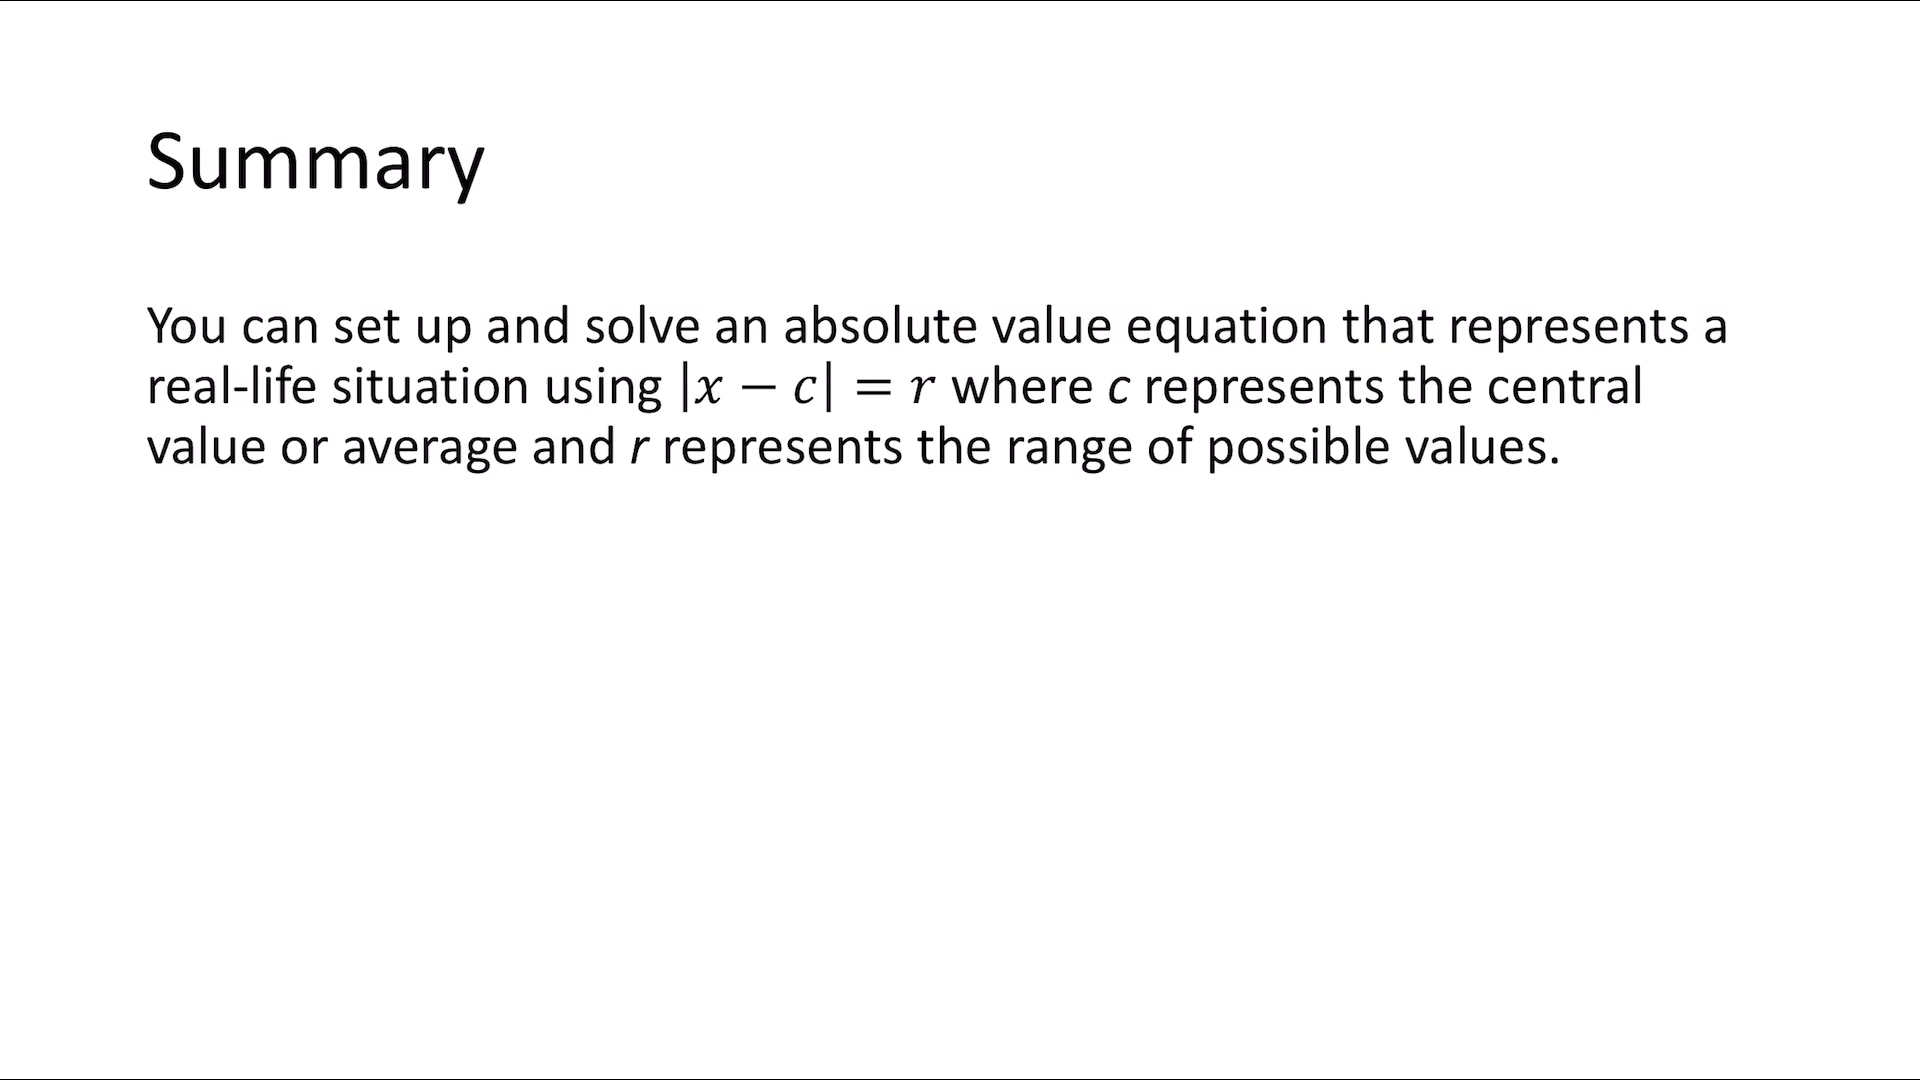 Summary
You can set up and solve an absolute value equation that represents a
real-life situation using |x − c| = r where c represents the central
value or average and r represents the range of possible values.